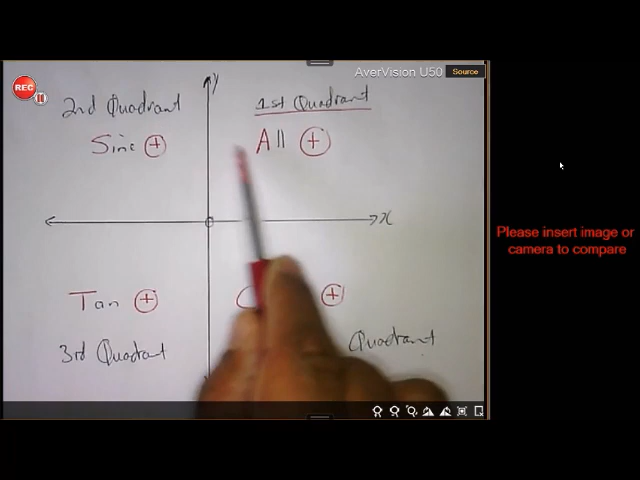 AverVision U50
Source
REC
y
2nd Quadrant
1st Quadrant
Sine +
All +
x
Please insert image or
camera to compare
Tan +
C +
3rd Quadrant
Quadrant